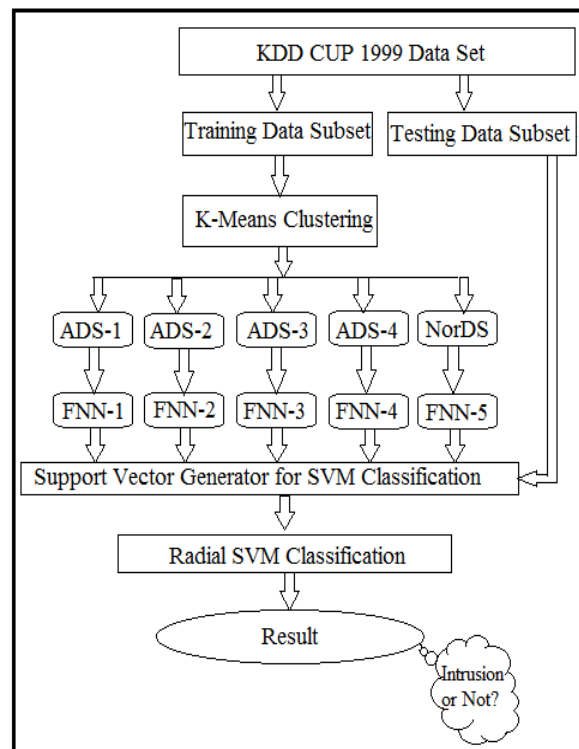 KDD CUP 1999 Data Set
Training Data Subset
Testing Data Subset
K-Means Clustering
ADS-1
ADS-2
ADS-3
ADS-4
NorDS
FNN-1
FNN-2
FNN-3
FNN-4
FNN-5
Support Vector Generator for SVM Classification
Radial SVM Classification
Result
Intrusion
or Not?